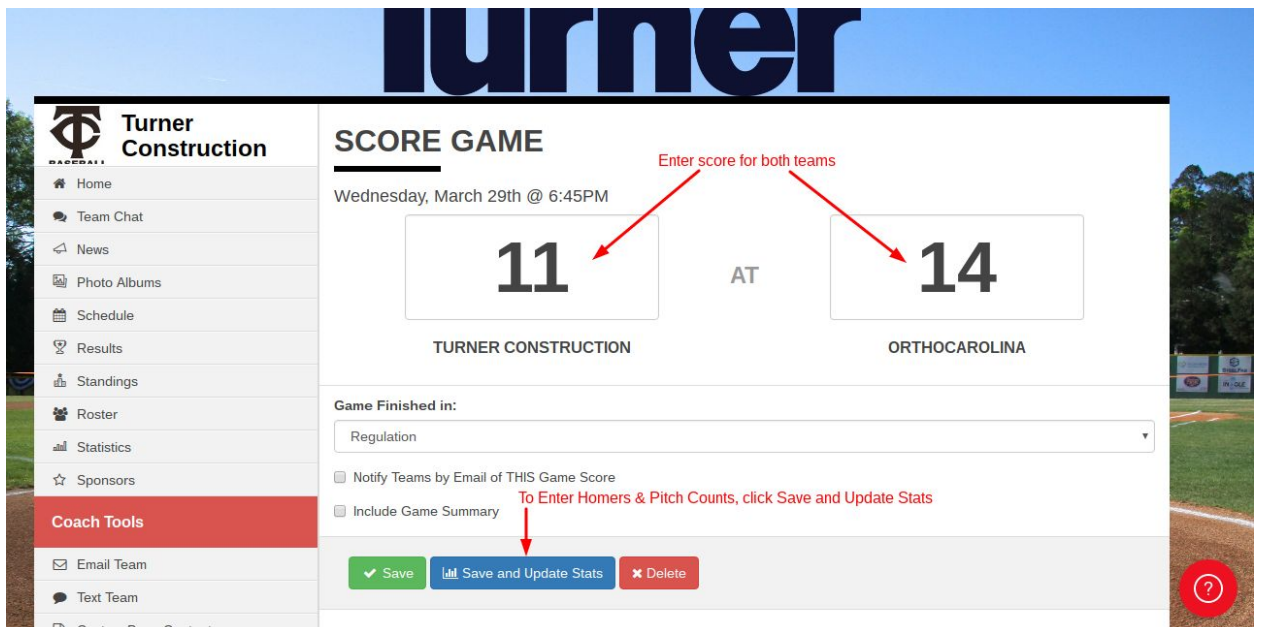 Turner
Turner
Construction
BASEBALL
Home
Team Chat
News
Photo Albums
Schedule
Results
Standings
Roster
Statistics
Sponsors
Coach Tools
Email Team
Text Team
SCORE GAME
Enter score for both teams
Wednesday, March 29th @ 6:45PM
11
AT
14
TURNER CONSTRUCTION
ORTHOCAROLINA
Game Finished in:
Regulation
Notify Teams by Email of THIS Game Score
To Enter Homers & Pitch Counts, click Save and Update Stats
Include Game Summary
Save
Save and Update Stats
Delete
?